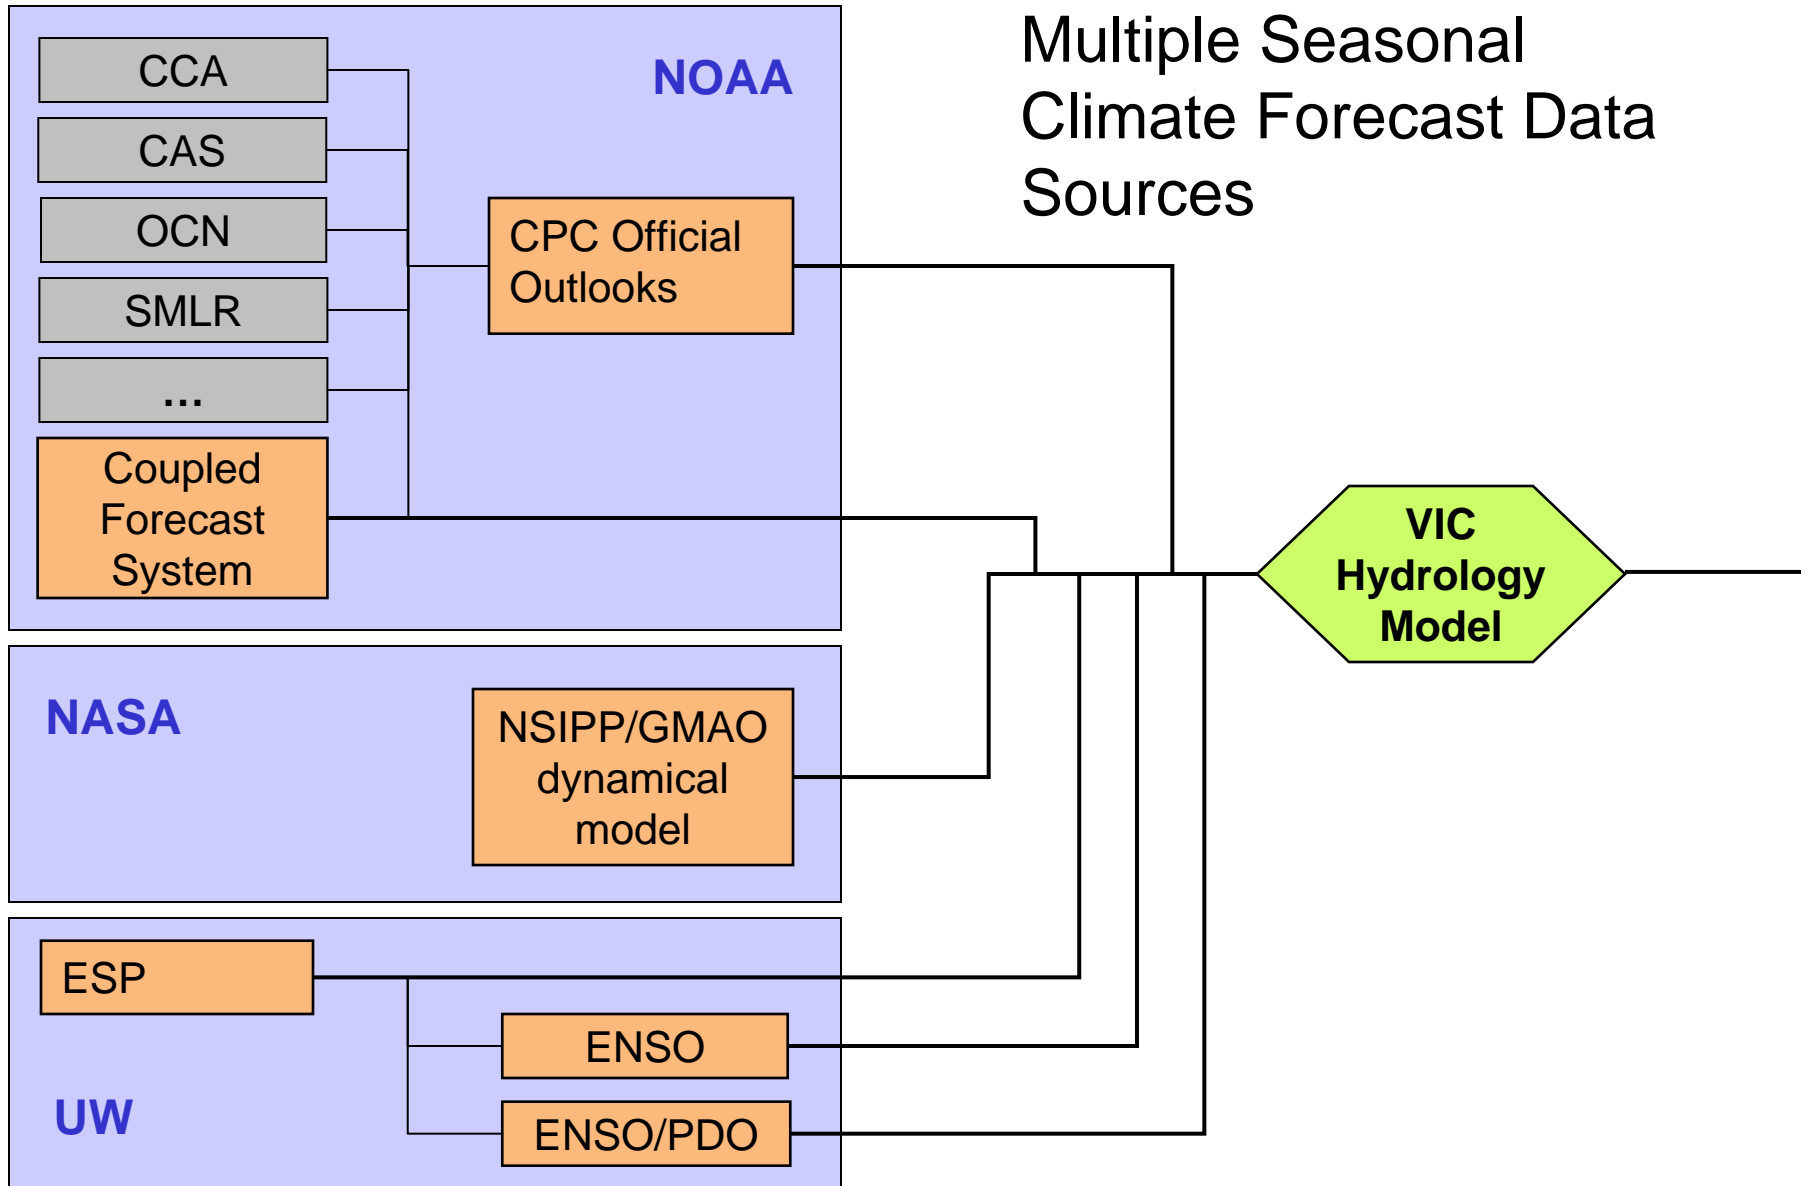 Multiple Seasonal
Climate Forecast Data
Sources
NOAA
CCA
CAS
OCN
SMLR
...
Coupled
Forecast
System
CPC Official
Outlooks
NASA
NSIPP/GMAO
dynamical
model
UW
ESP
ENSO
ENSO/PDO
VIC
Hydrology
Model